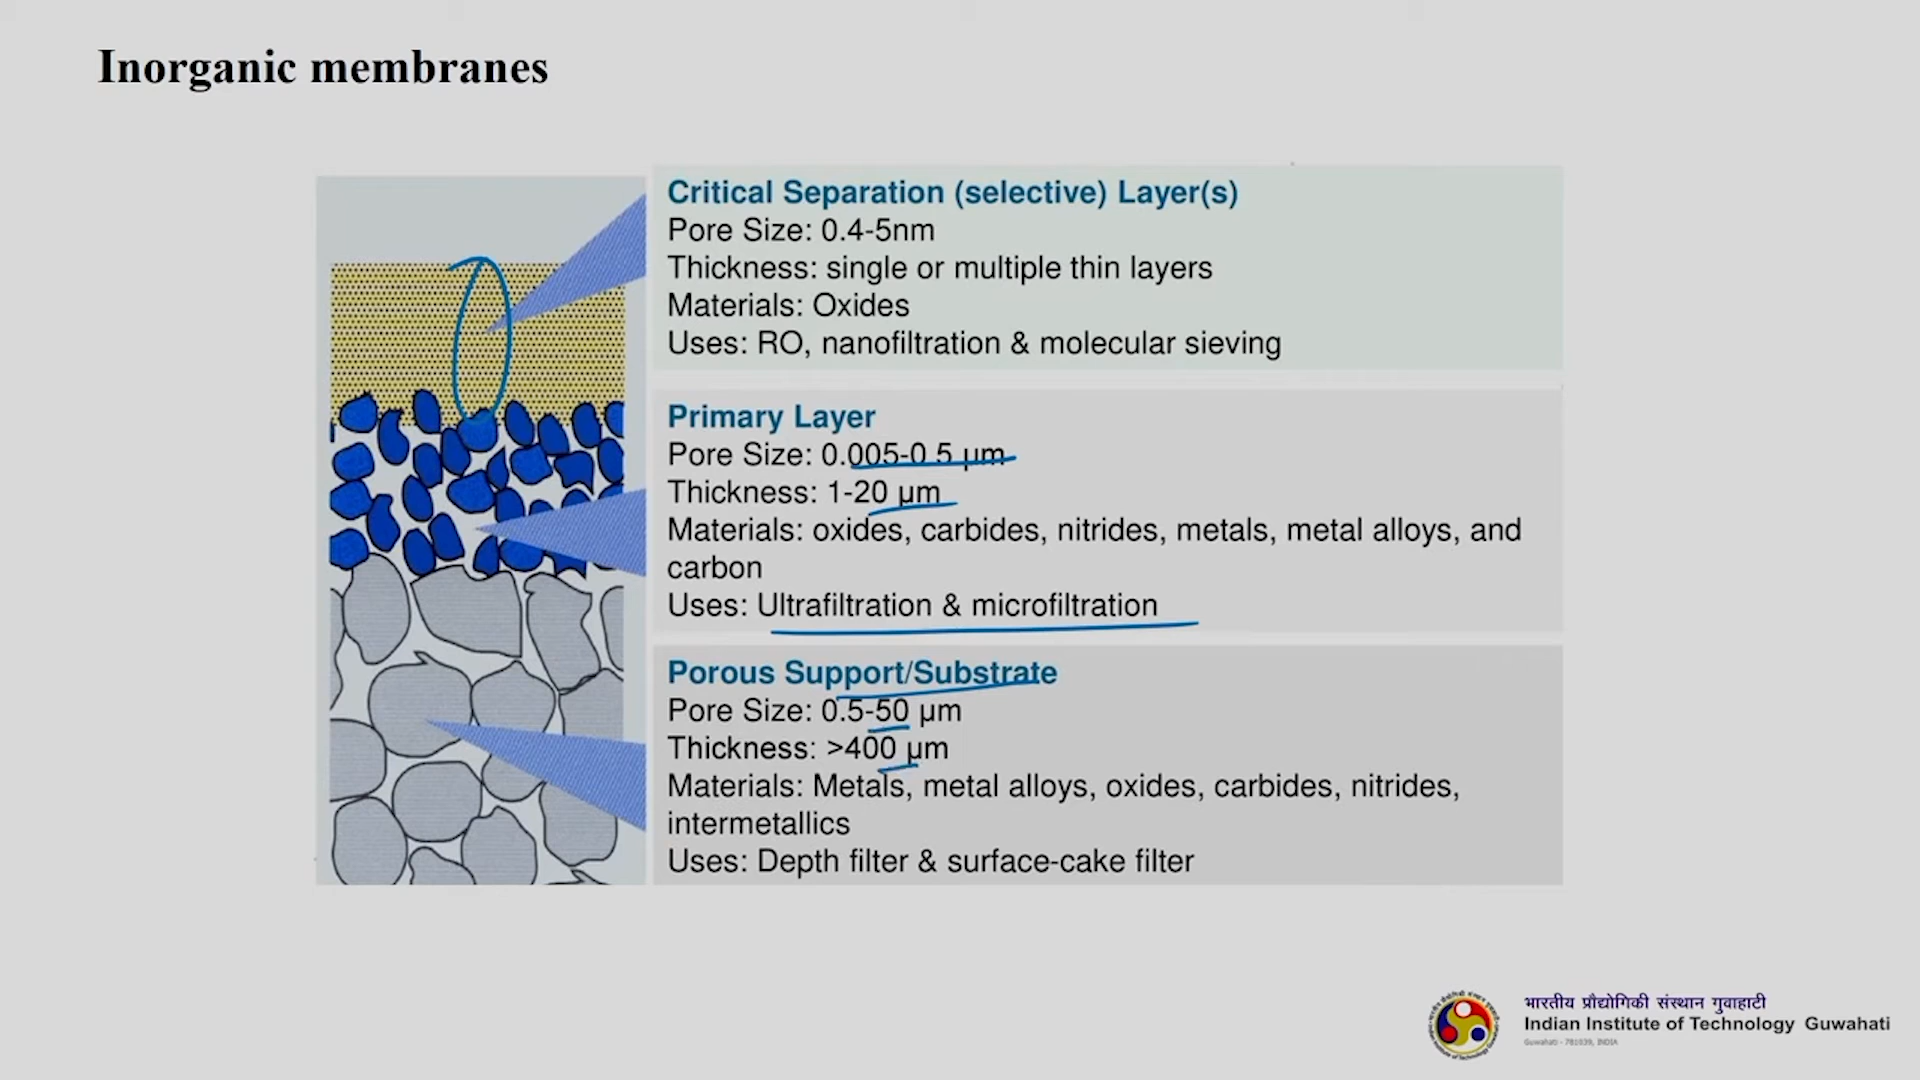 Inorganic membranes
Critical Separation (selective) Layer(s)
Pore Size: 0.4-5nm
Thickness: single or multiple thin layers
Materials: Oxides
Uses: RO, nanofiltration & molecular sieving
Primary Layer
Pore Size: 0.005-0.5 µm
Thickness: 1-20 µm
Materials: oxides, carbides, nitrides, metals, metal alloys, and
carbon
Uses: Ultrafiltration & microfiltration
Porous Support/Substrate
Pore Size: 0.5-50 µm
Thickness: >400 µm
Materials: Metals, metal alloys, oxides, carbides, nitrides,
intermetallics
Uses: Depth filter & surface-cake filter
भारतीय प्रौद्योगिकी संस्थान गुवाहाटी
Indian Institute of Technology Guwahati
Guwahati - 781039, INDIA